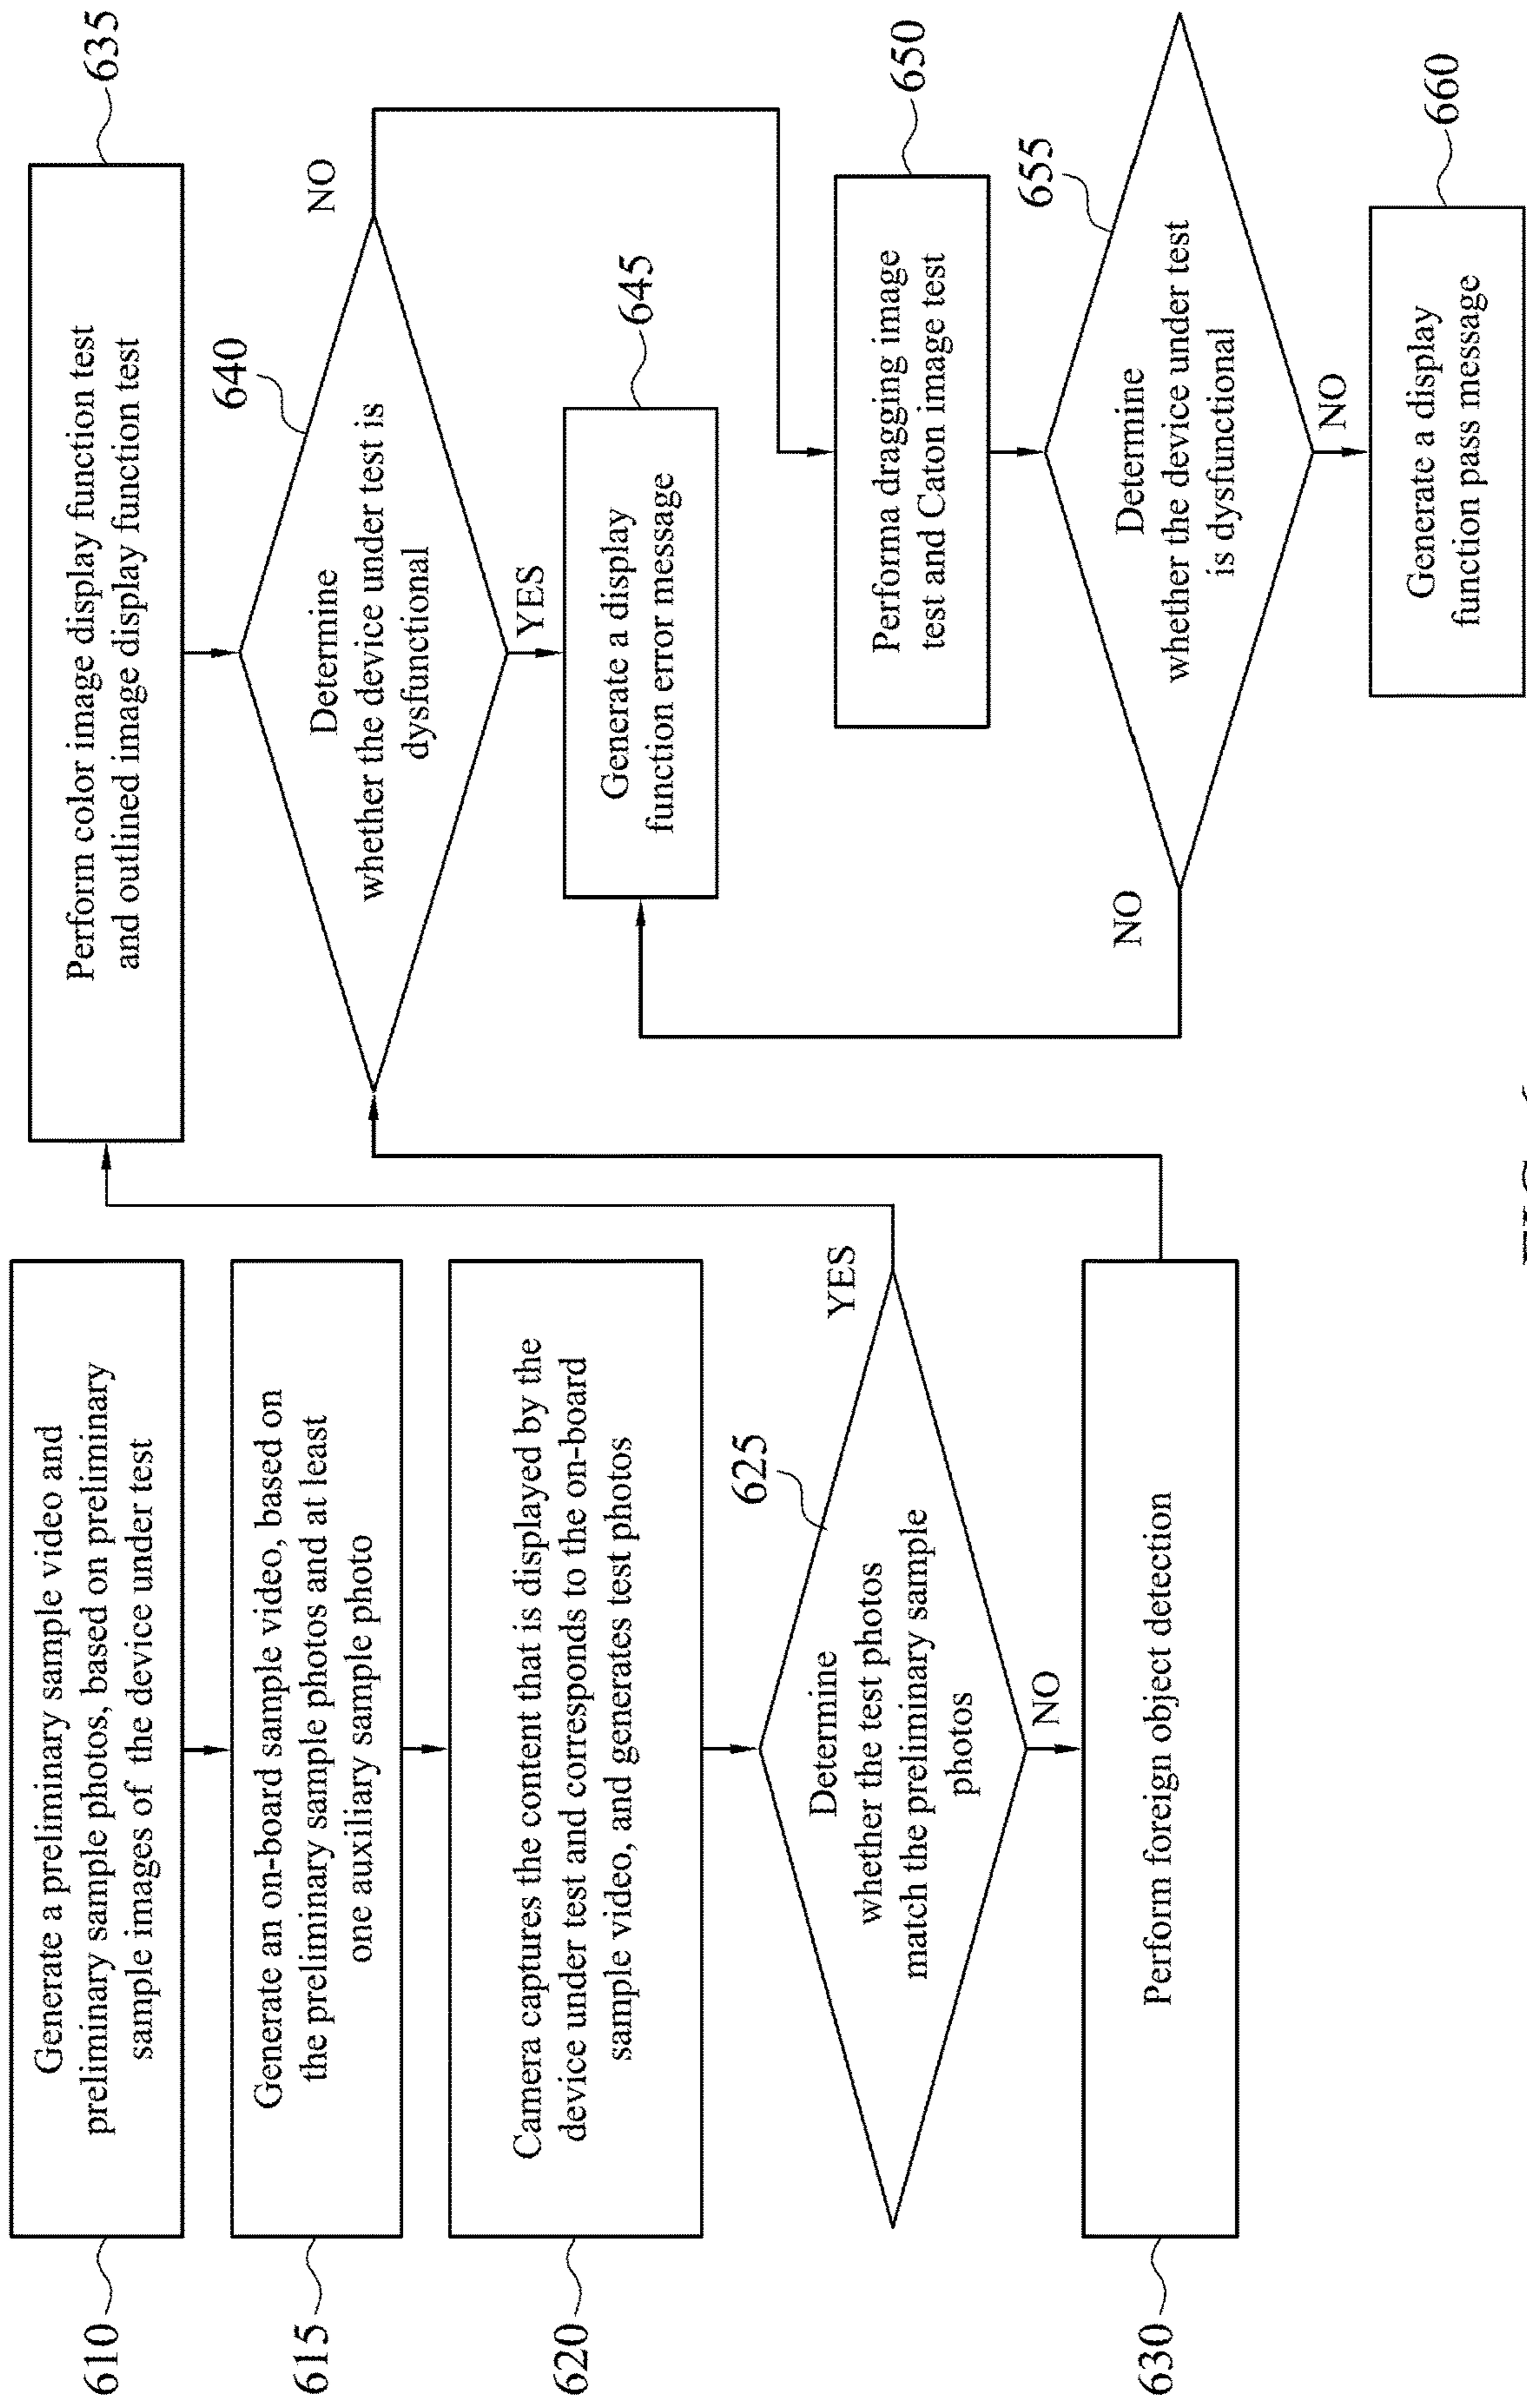 610
Generate a preliminary sample video and
preliminary sample photos, based on preliminary
sample images of the device under test
615
Generate an on-board sample video, based on
the preliminary sample photos and at least
one auxiliary sample photo
620
Camera captures the content that is displayed by the
device under test and corresponds to the on-board
sample video, and generates test photos
625
Determine
whether the test photos
match the preliminary sample
photos
YES
NO
630
Perform foreign object detection
635
Perform color image display function test
and outlined image display function test
640
Determine
whether the device under test is
dysfunctional
NO
YES
645
Generate a display
function error message
650
Performa dragging image
test and Caton image test
655
Determine
whether the device under test
is dysfunctional
NO
NO
660
Generate a display
function pass message